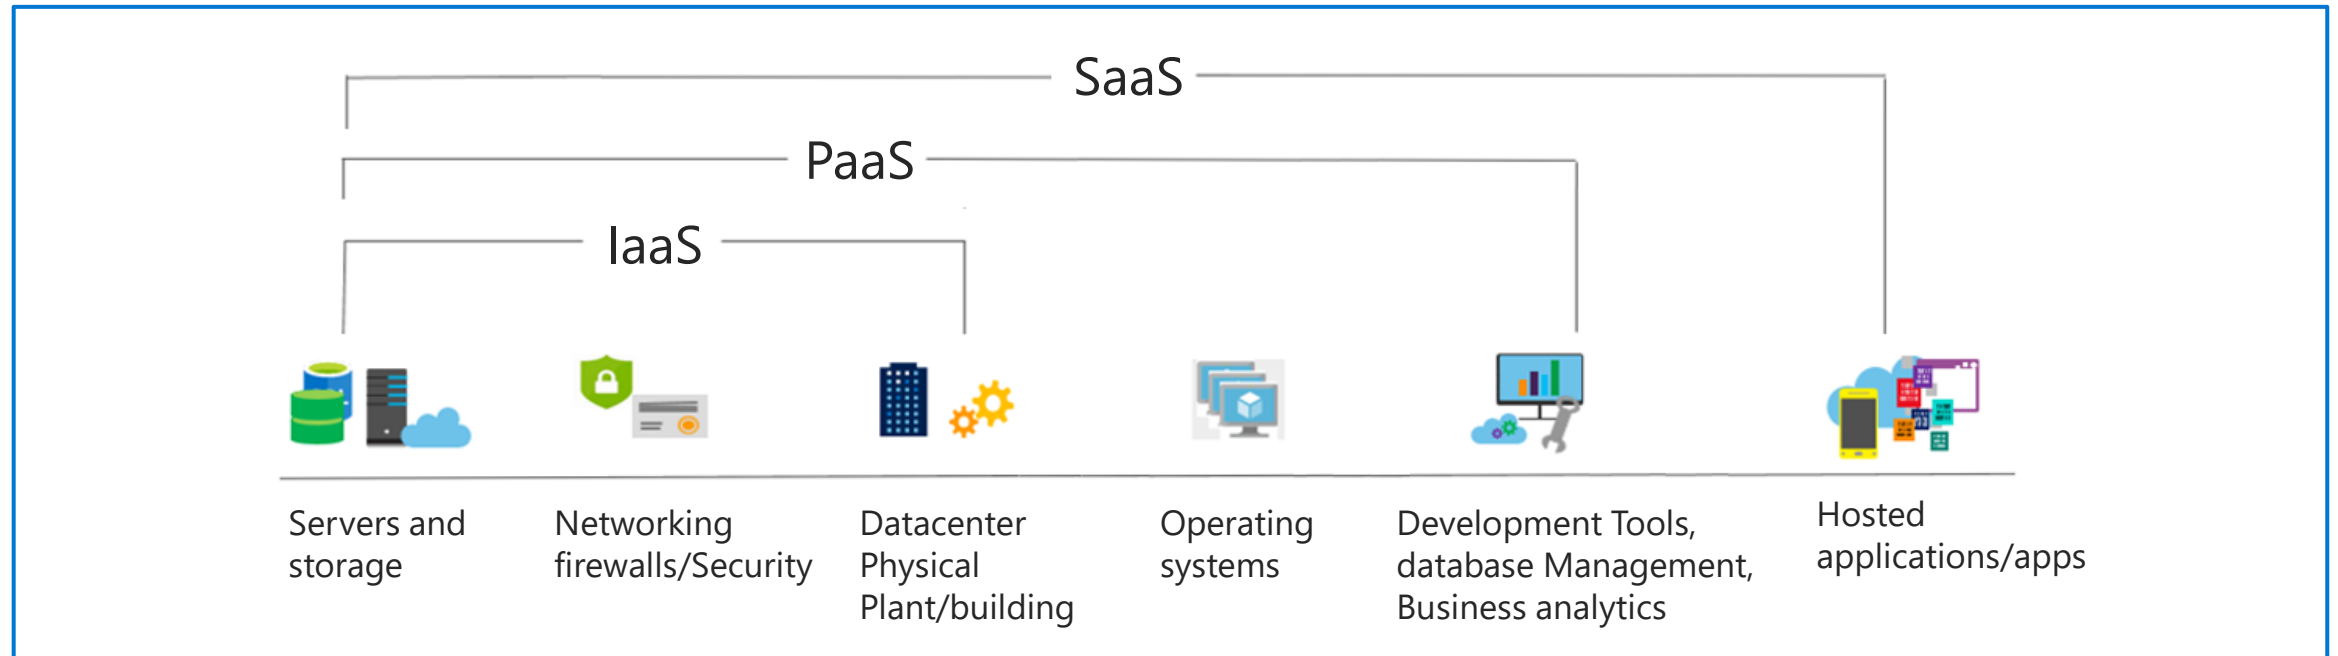 SaaS
PaaS
IaaS
Servers and
storage
Networking
firewalls/Security
Datacenter
Physical
Plant/building
Operating
systems
Development Tools,
database Management,
Business analytics
Hosted
applications/apps